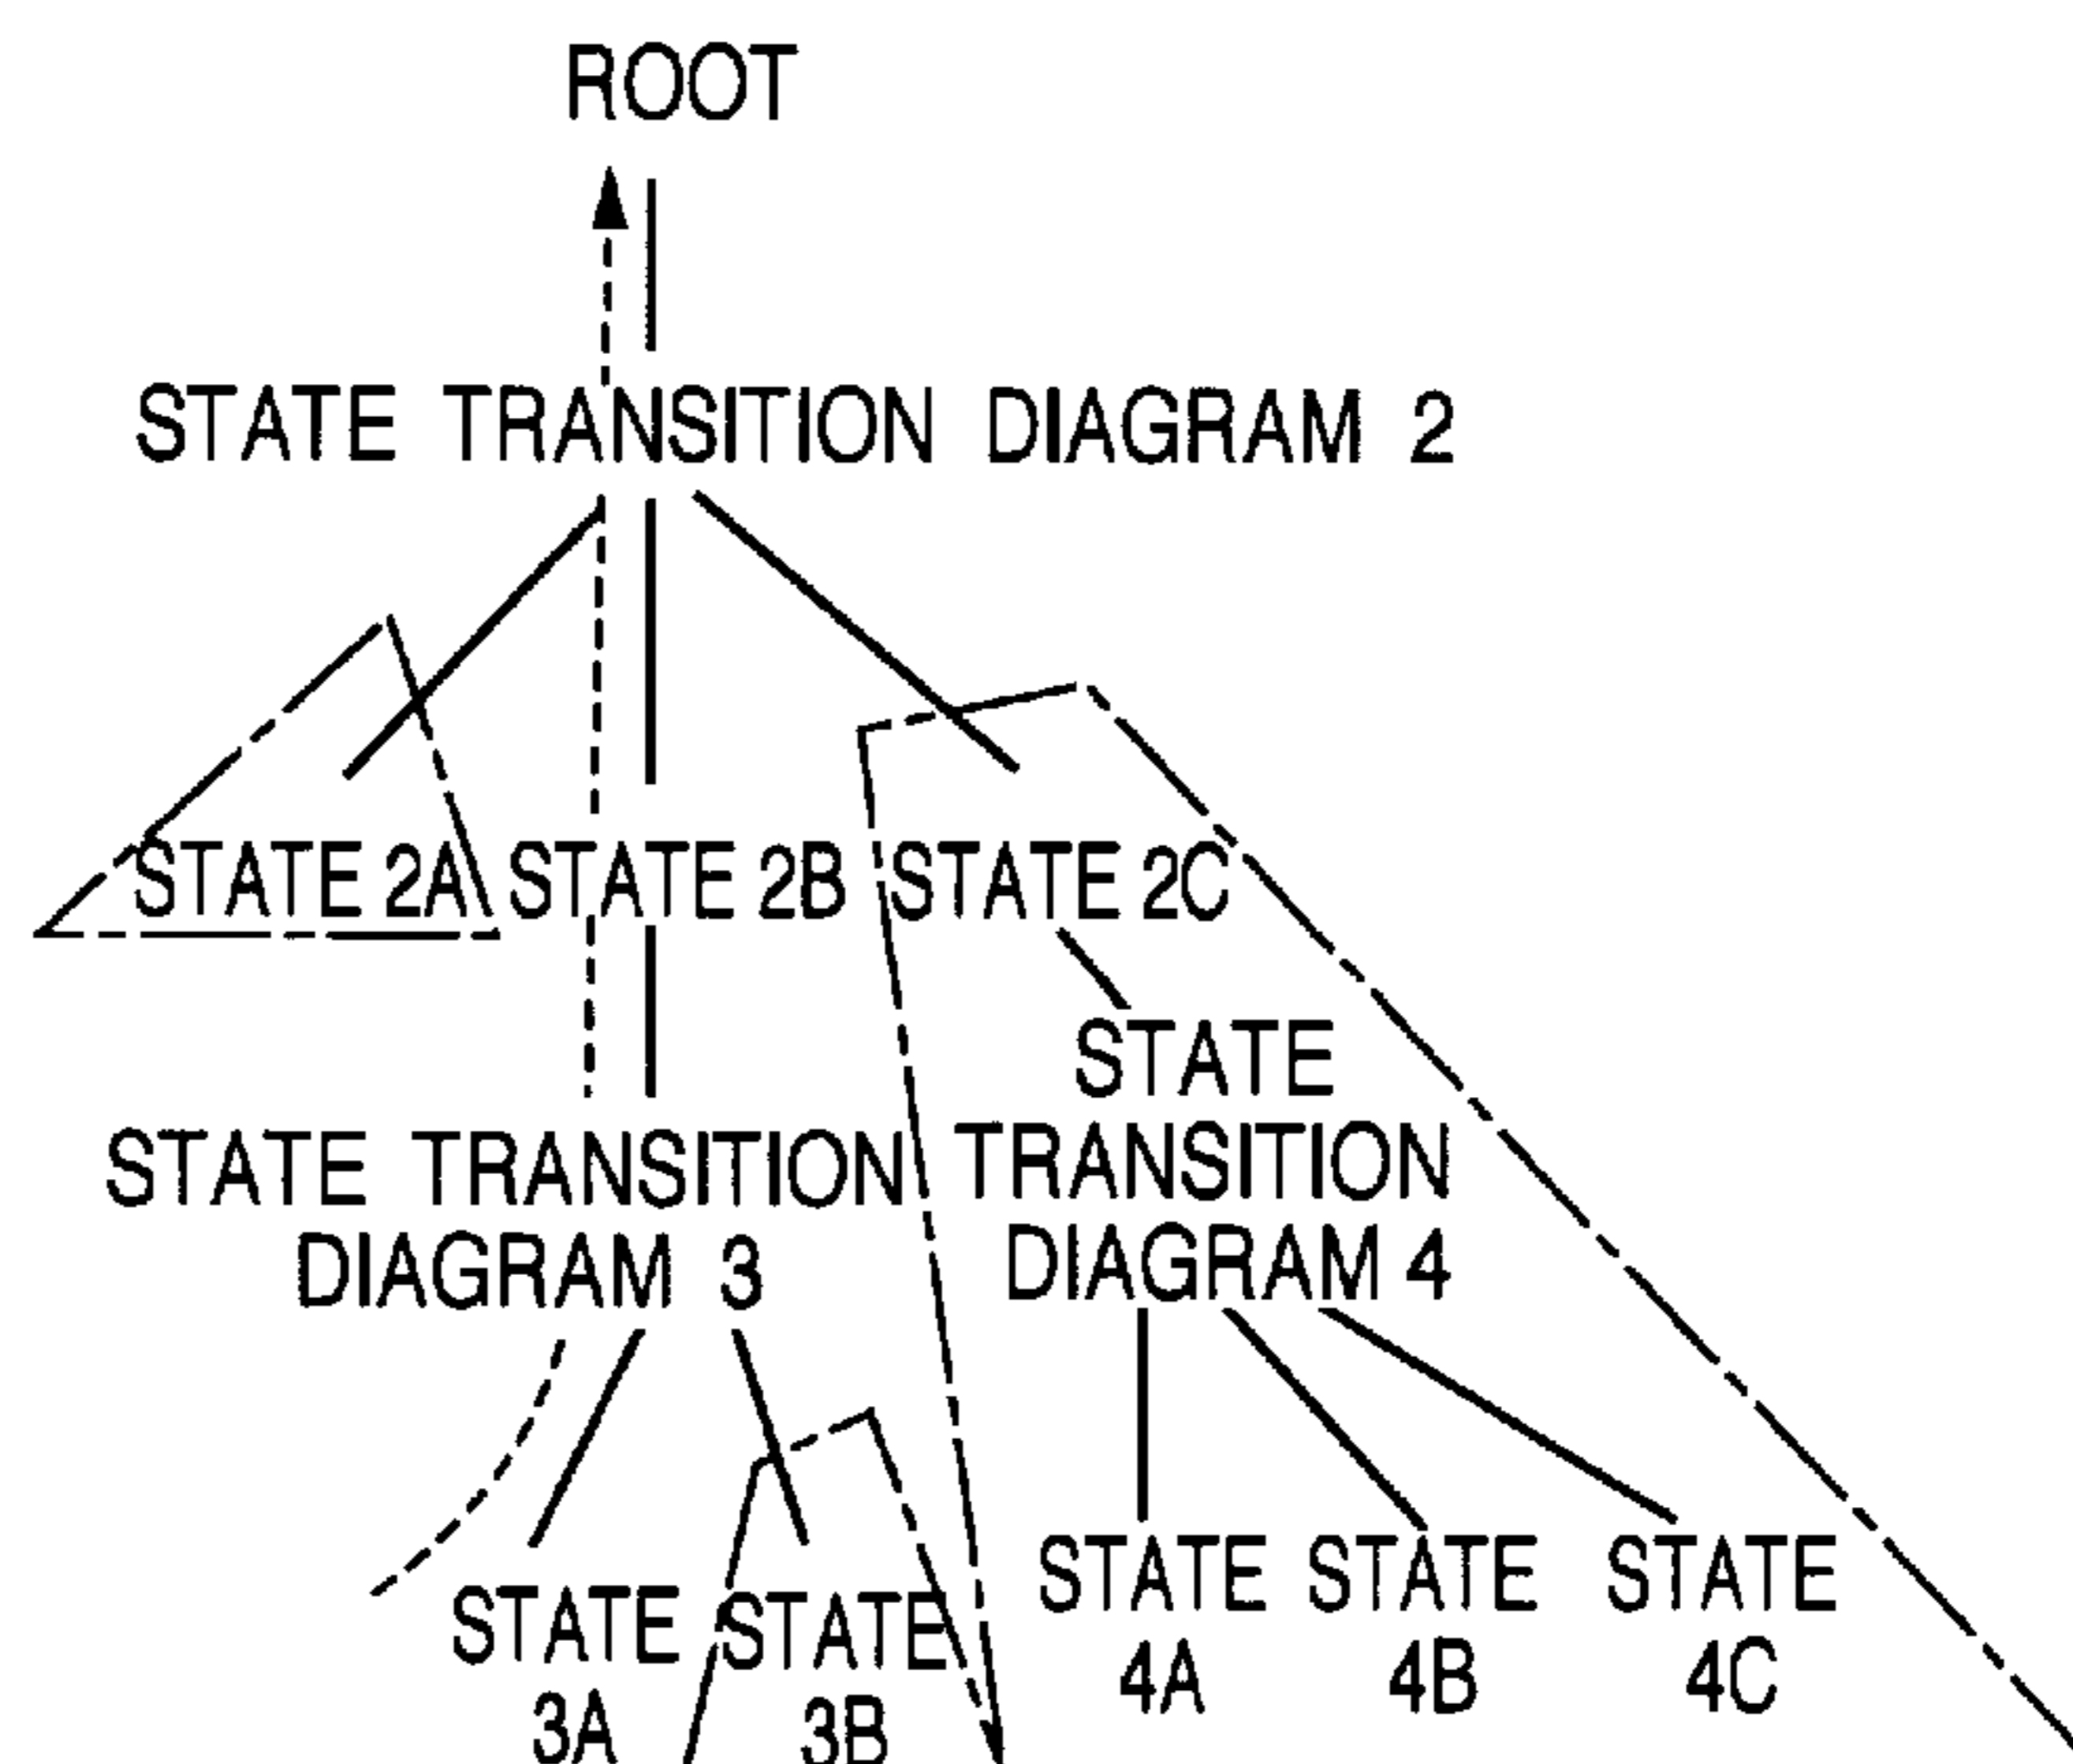 ROOT
STATE TRANSITION DIAGRAM 2
STATE 2A STATE 2B STATE 2C
STATE
TRANSITION
DIAGRAM 4
STATE TRANSITION
DIAGRAM 3
STATE
3A
STATE
3B
STATE
4A
STATE
4B
STATE
4C